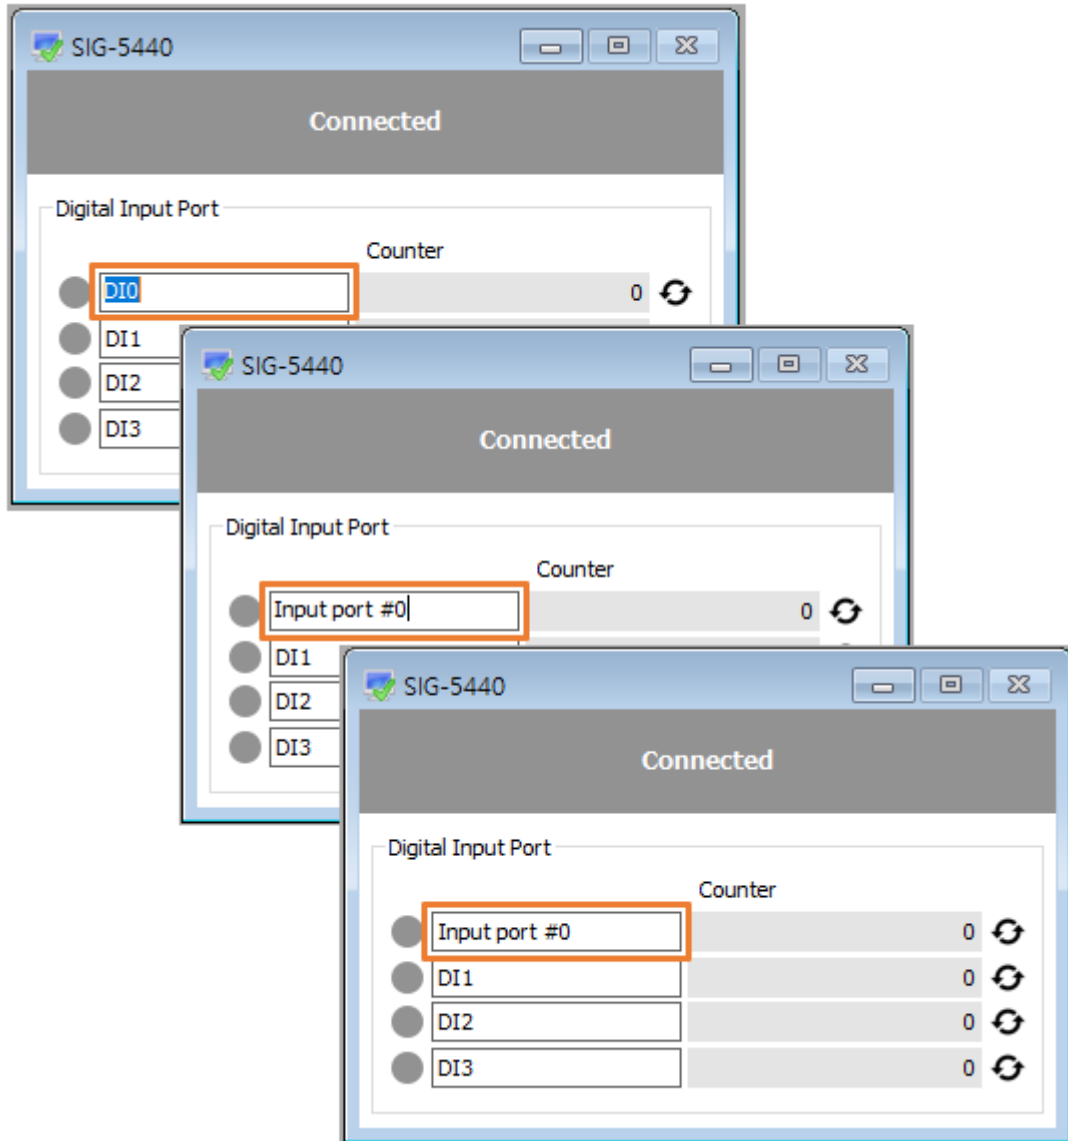 SIG-5440
Connected
Digital Input Port
Counter
DI0 0
DI1
DI2
DI3
SIG-5440
Connected
Digital Input Port
Counter
Input port #0 0
DI1
DI2
DI3
SIG-5440
Connected
Digital Input Port
Counter
Input port #0 0
DI1 0
DI2 0
DI3 0